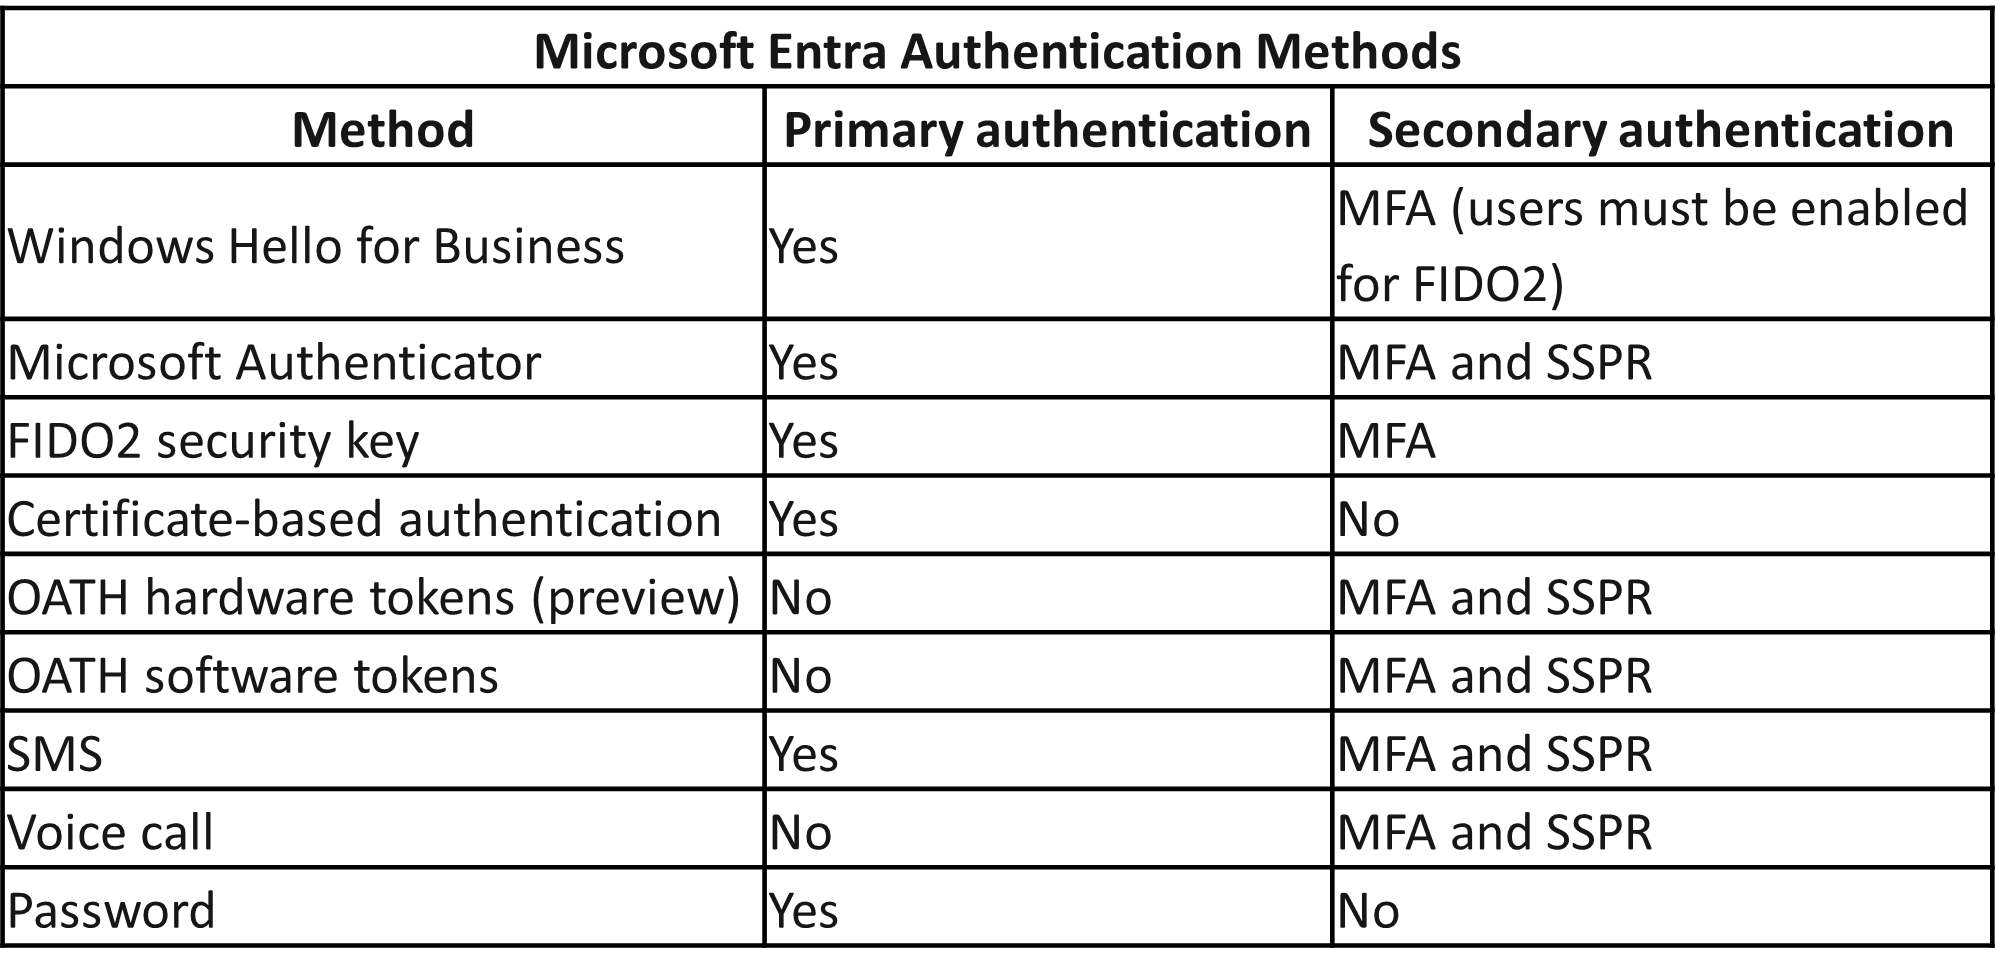 Microsoft Entra Authentication Methods
Method Primary authentication Secondary authentication
Windows Hello for Business Yes MFA (users must be enabled
for FIDO2)
Microsoft Authenticator Yes MFA and SSPR
FIDO2 security key Yes MFA
Certificate-based authentication Yes No
OATH hardware tokens (preview) No MFA and SSPR
OATH software tokens No MFA and SSPR
SMS Yes MFA and SSPR
Voice call No MFA and SSPR
Password Yes No